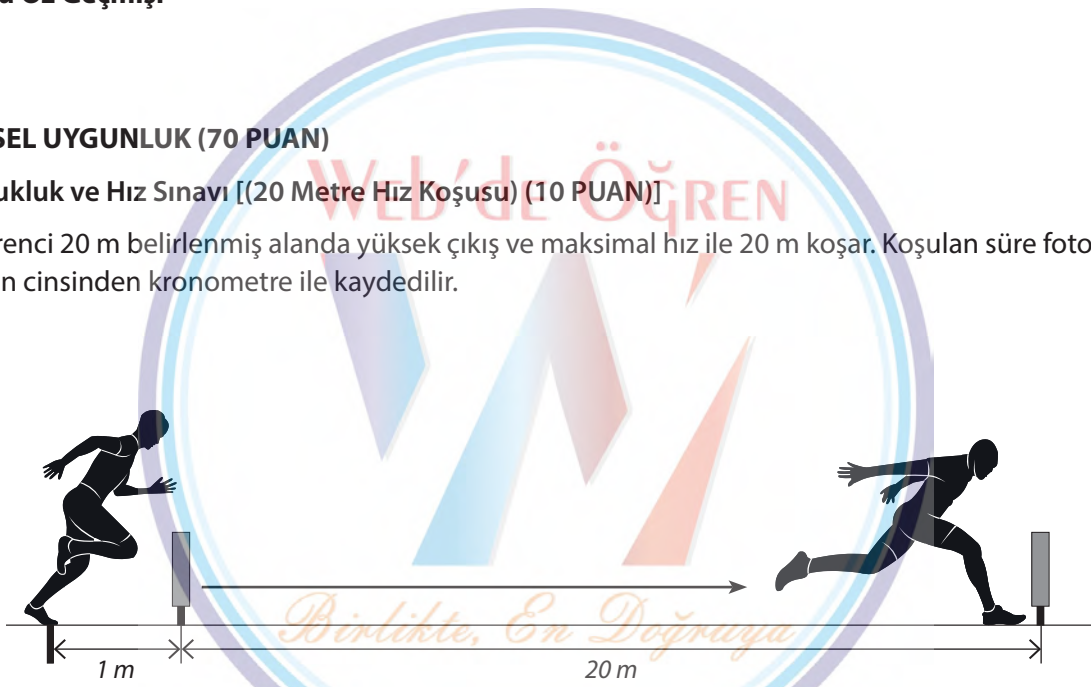 SEL UYGUNLUK (70 PUAN)
ukluk ve Hız Sınavı [(20 Metre Hız Koşusu) (10 PUAN)]
renci 20 m belirlenmiş alanda yüksek çıkış ve maksimal hız ile 20 m koşar. Koşulan süre foto
n cinsinden kronometre ile kaydedilir.
Web'de ÖĞREN
Birlikte, En Doğruya
1 m
20 m